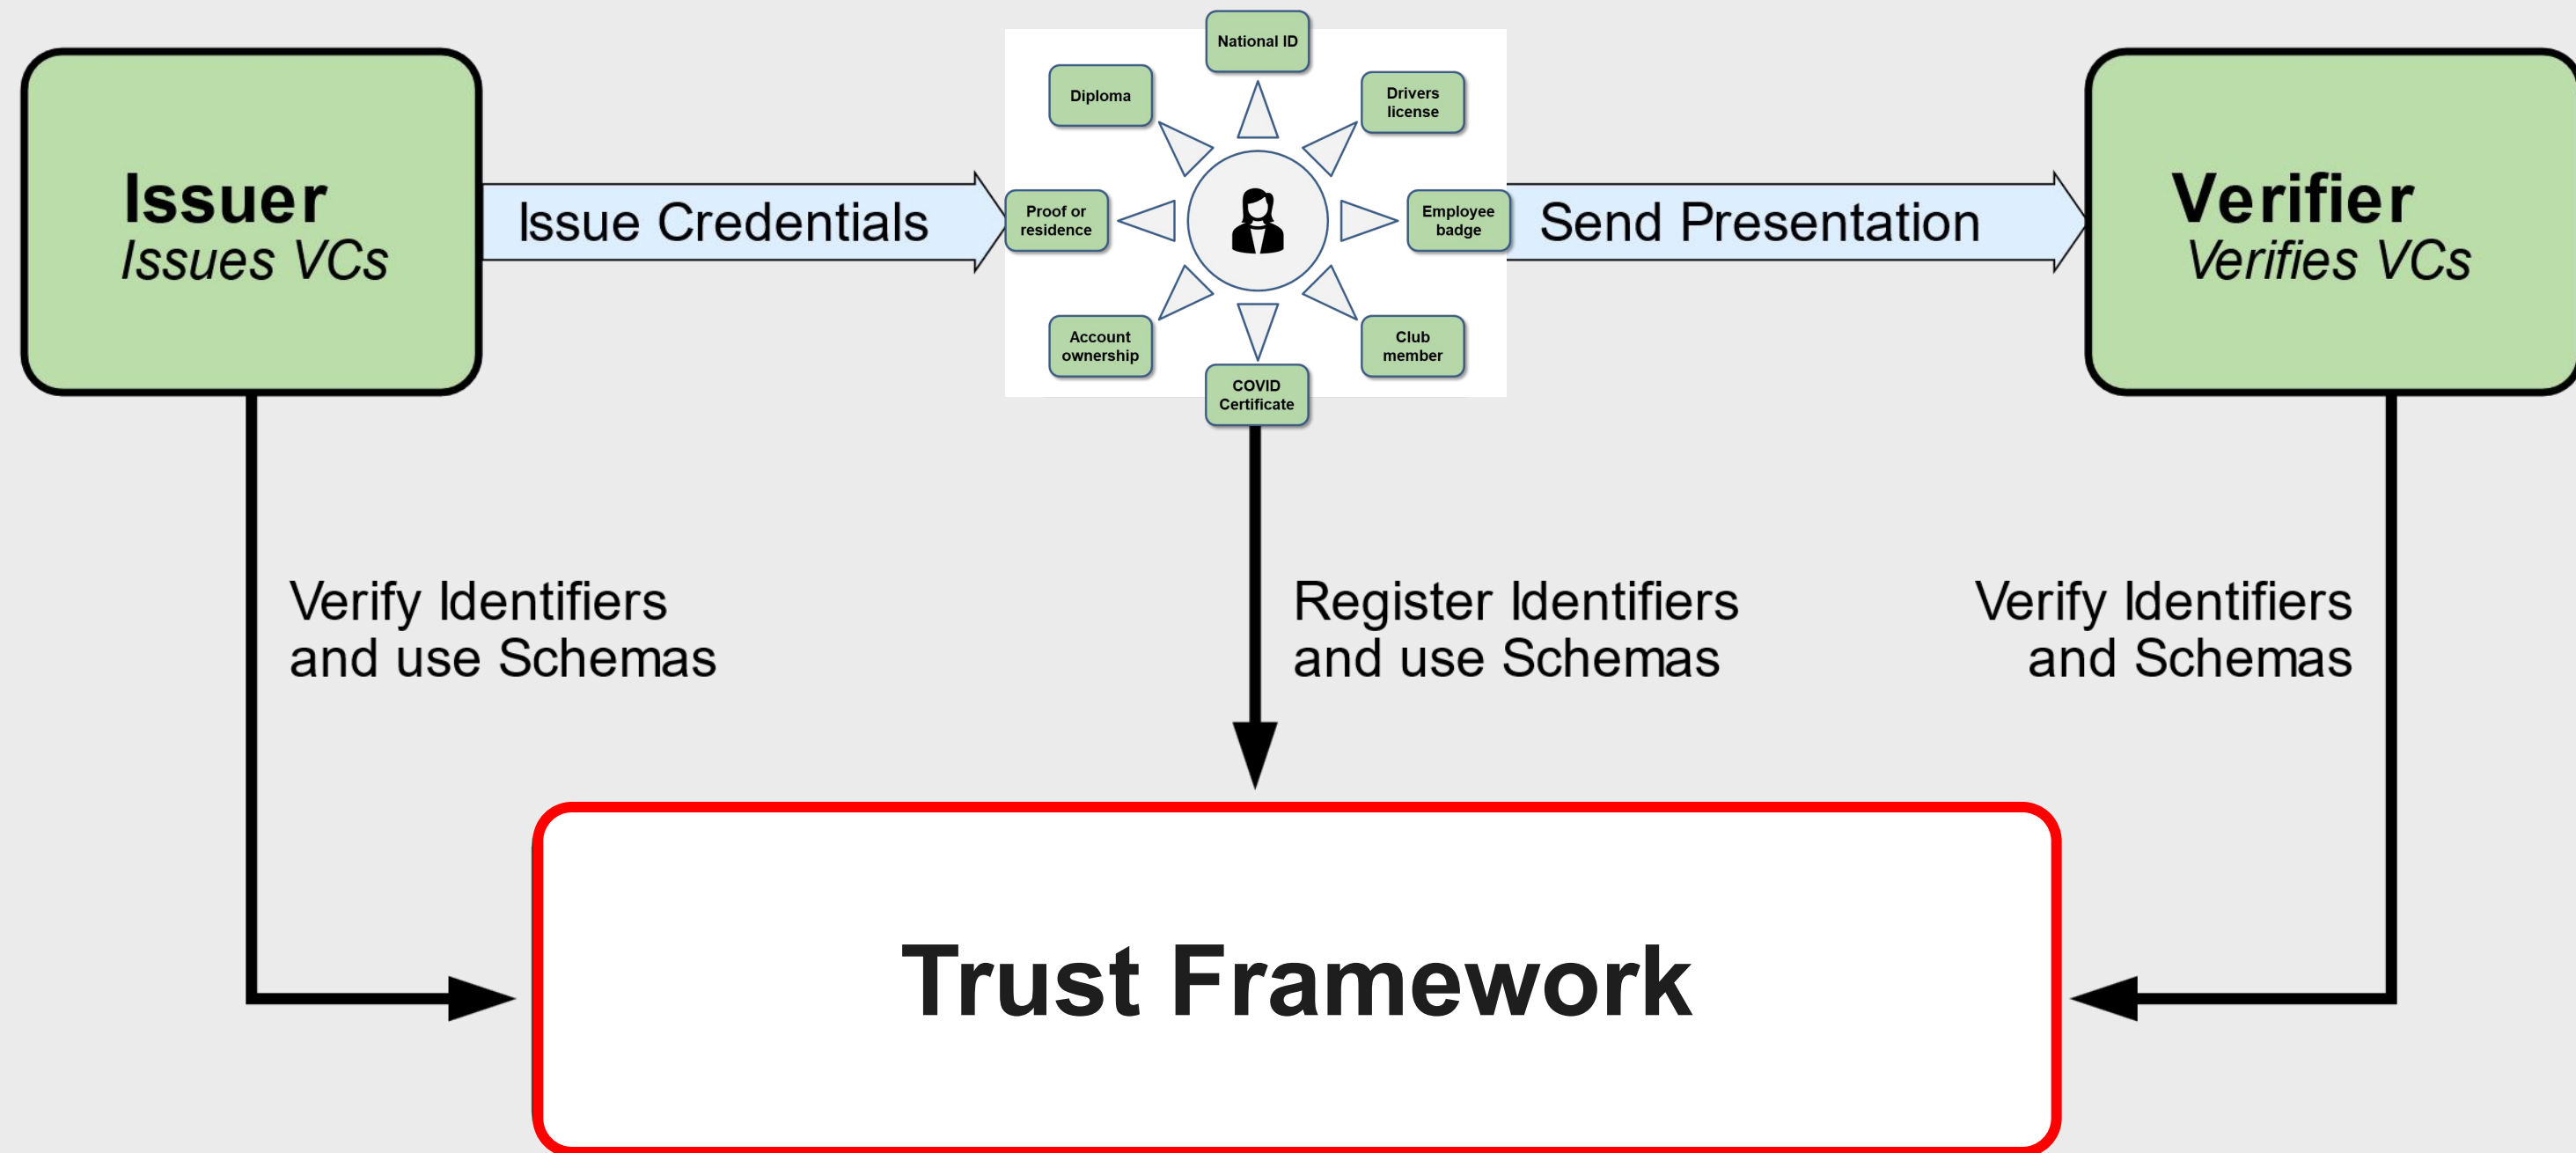 Issuer
Issues VCs
Issue Credentials
National ID
Diploma
Drivers
license
Proof or
residence
Employee
badge
Account
ownership
Club
member
COVID
Certificate
Send Presentation
Verifier
Verifies VCs
Verify Identifiers
and use Schemas
Register Identifiers
and use Schemas
Verify Identifiers
and Schemas
Trust Framework